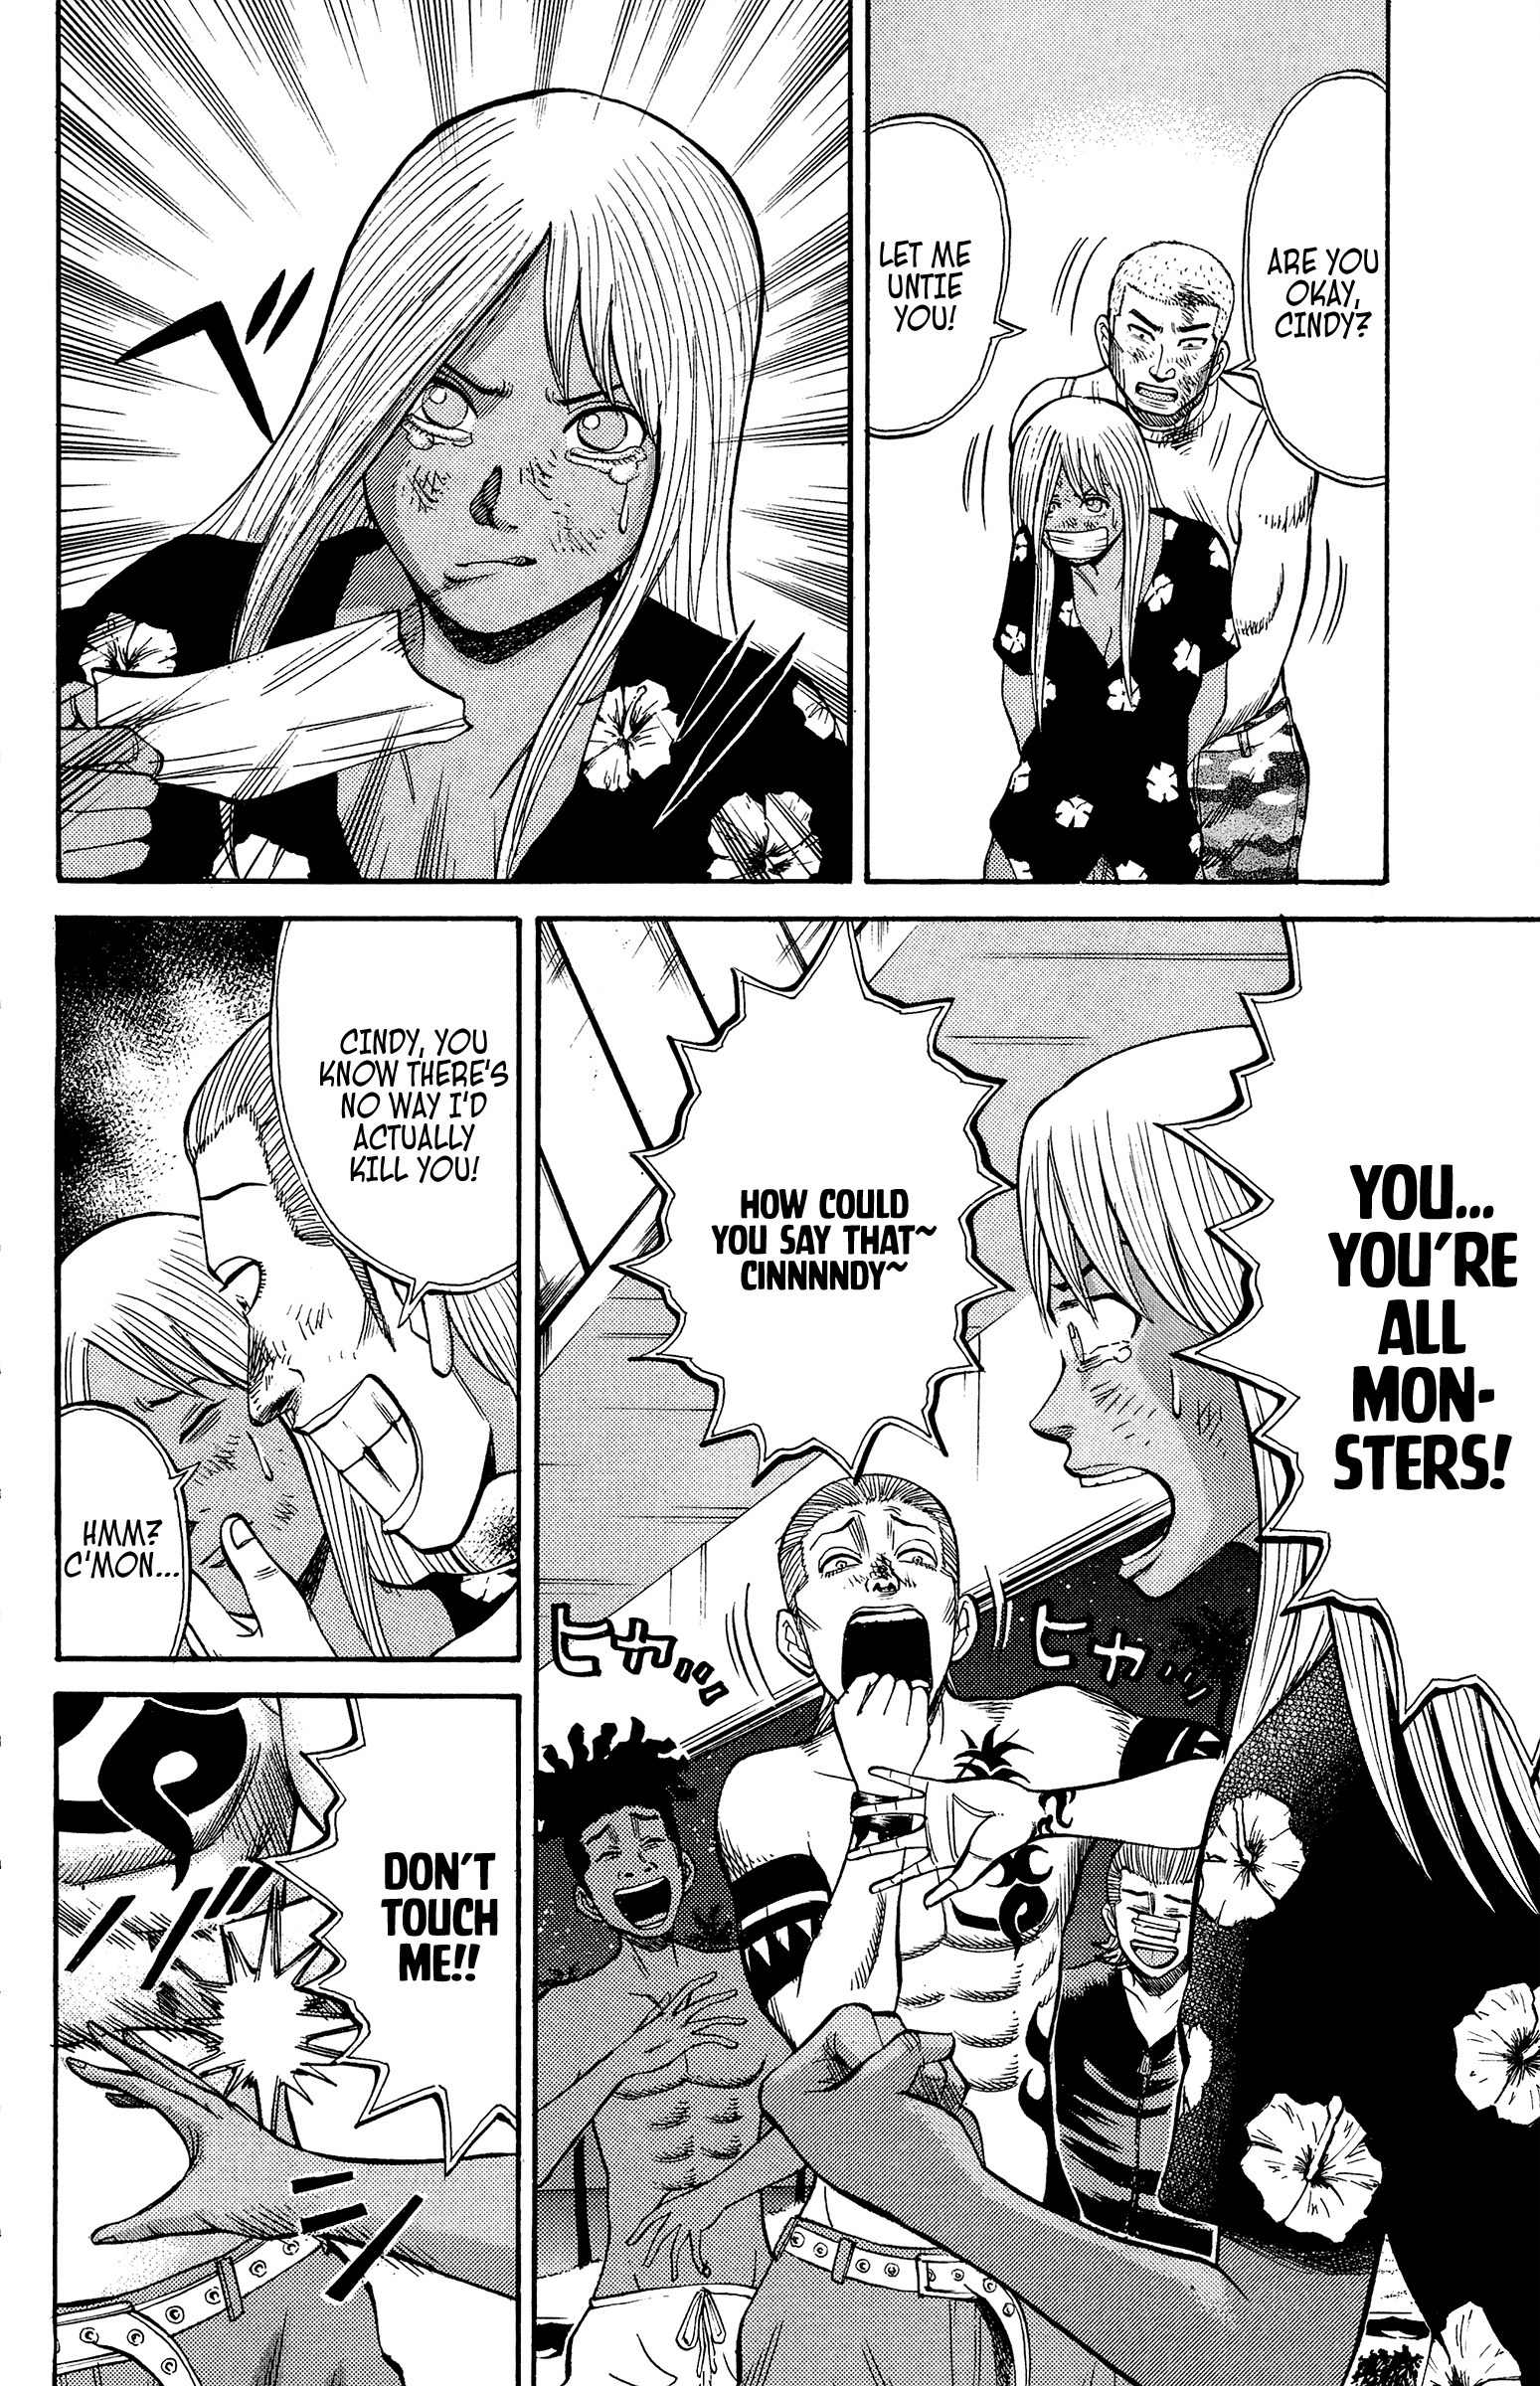 ARE YOU
OKAY,
CINDY?
LET ME
UNTIE
YOU!
YOU...
YOU'RE
ALL
MON-
STERS!
HOW COULD
YOU SAY THAT~
CINNNNDY~
ヒャッ
ヒャッ
CINDY, YOU
KNOW THERE'S
NO WAY I'D
ACTUALLY
KILL YOU!
HMM?
C'MON...
DON'T
TOUCH
ME!!